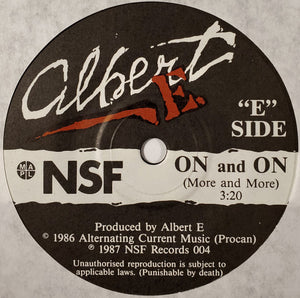 Albert E.
"E"
SIDE
MAPL
NSF
ON and ON
(More and More)
3:20
Produced by Albert E
© 1986 Alternating Current Music (Procan)
℗ 1987 NSF Records 004
Unauthorised reproduction is subject to
applicable laws. (Punishable by death)